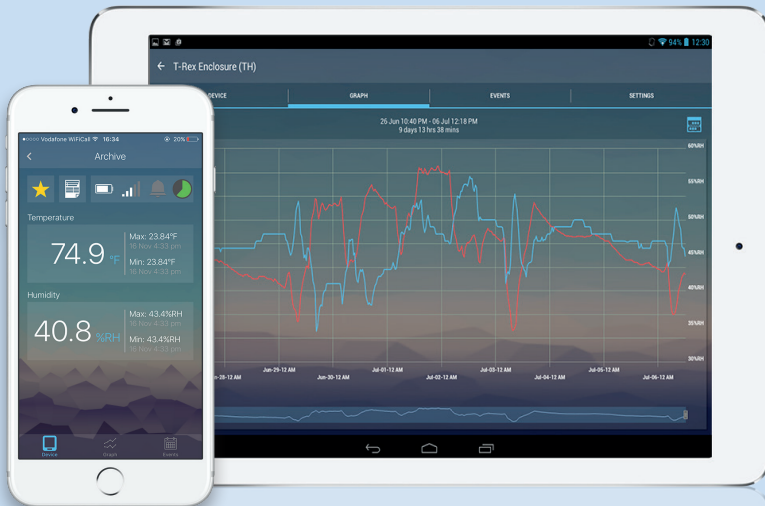 94% 12:30
T-Rex Enclosure (TH)
DEVICE GRAPH EVENTS SETTINGS
26 Jun 10:40 PM - 06 Jul 12:18 PM
9 days 13 hrs 38 mins
60%RH
55%RH
50%RH
45%RH
40%RH
35%RH
30%RH
Jun-29-12 AM Jul-01-12 AM Jul-03-12 AM Jul-05-12 AM
n-28-12 AM Jun-30-12 AM Jul-02-12 AM Jul-04-12 AM Jul-06-12 AM
Vodafone WiFiCall 16:34 20%
Archive
Temperature
74.9 °F
Max: 23.84°F
16 Nov 4:33 pm
Min: 23.84°F
16 Nov 4:33 pm
Humidity
40.8 %RH
Max: 43.4%RH
16 Nov 4:33 pm
Min: 43.4%RH
16 Nov 4:33 pm
Device Graph Events